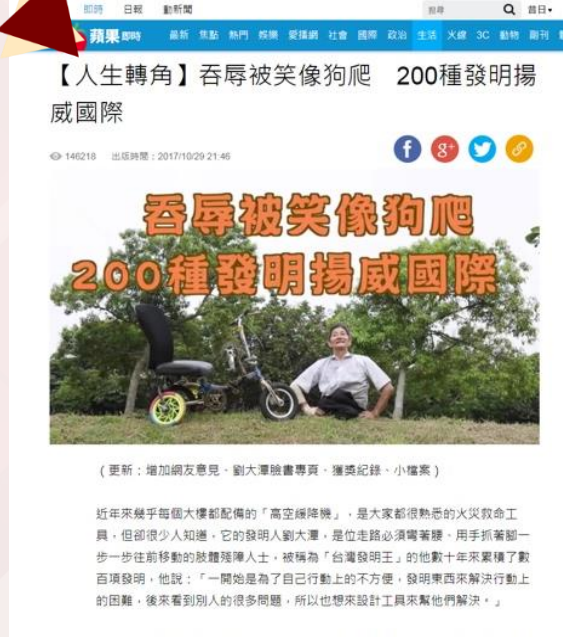 即時 日報 動新聞
搜尋 昔日
蘋果即時 最新 焦點 熱門 娛樂 愛播網 社會 國際 政治 生活 火線 3C 動物 副刊
【人生轉角】吞辱被笑像狗爬 200種發明揚
威國際
146218 出版時間:2017/10/29 21:46
吞辱被笑像狗爬
200種發明揚威國際
(更新:增加網友意見、劉大潭臉書專頁、獲獎紀錄、小檔案)
近年來幾乎每個大樓都配備的「高空緩降機」,是大家都很熟悉的火災救命工
具,但卻很少人知道,它的發明人劉大潭,是位走路必須彎著腰、用手抓著腳一
步一步往前移動的肢體殘障人士,被稱為「台灣發明王」的他數十年來累積了數
百項發明,他說:「一開始是為了自己行動上的不方便,發明東西來解決行動上
的困難,後來看到別人的很多問題,所以也想來設計工具來幫他們解決。」